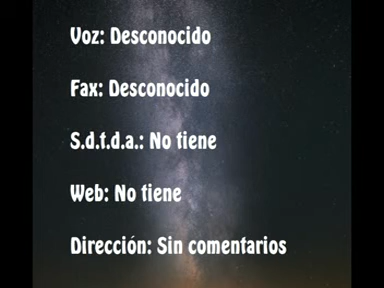 Voz: Desconocido
Fax: Desconocido
S.d.t.d.a.: No tiene
Web: No tiene
Dirección: Sin comentarios